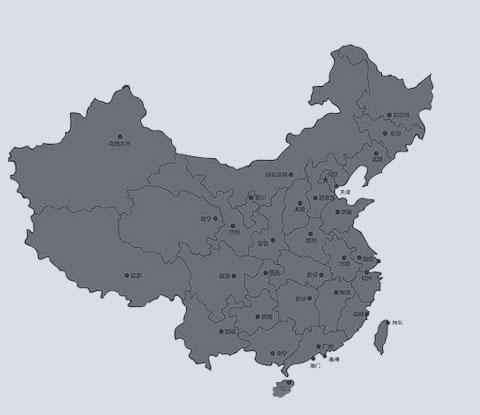 哈尔滨
长春
沈阳
乌鲁木齐
呼和浩特
北京
天津
银川
石家庄
太原
济南
西宁
兰州
郑州
西安
合肥
南京
拉萨
成都
重庆
武汉
杭州
南昌
长沙
贵阳
福州
台北
昆明
南宁
广州
香港
澳门